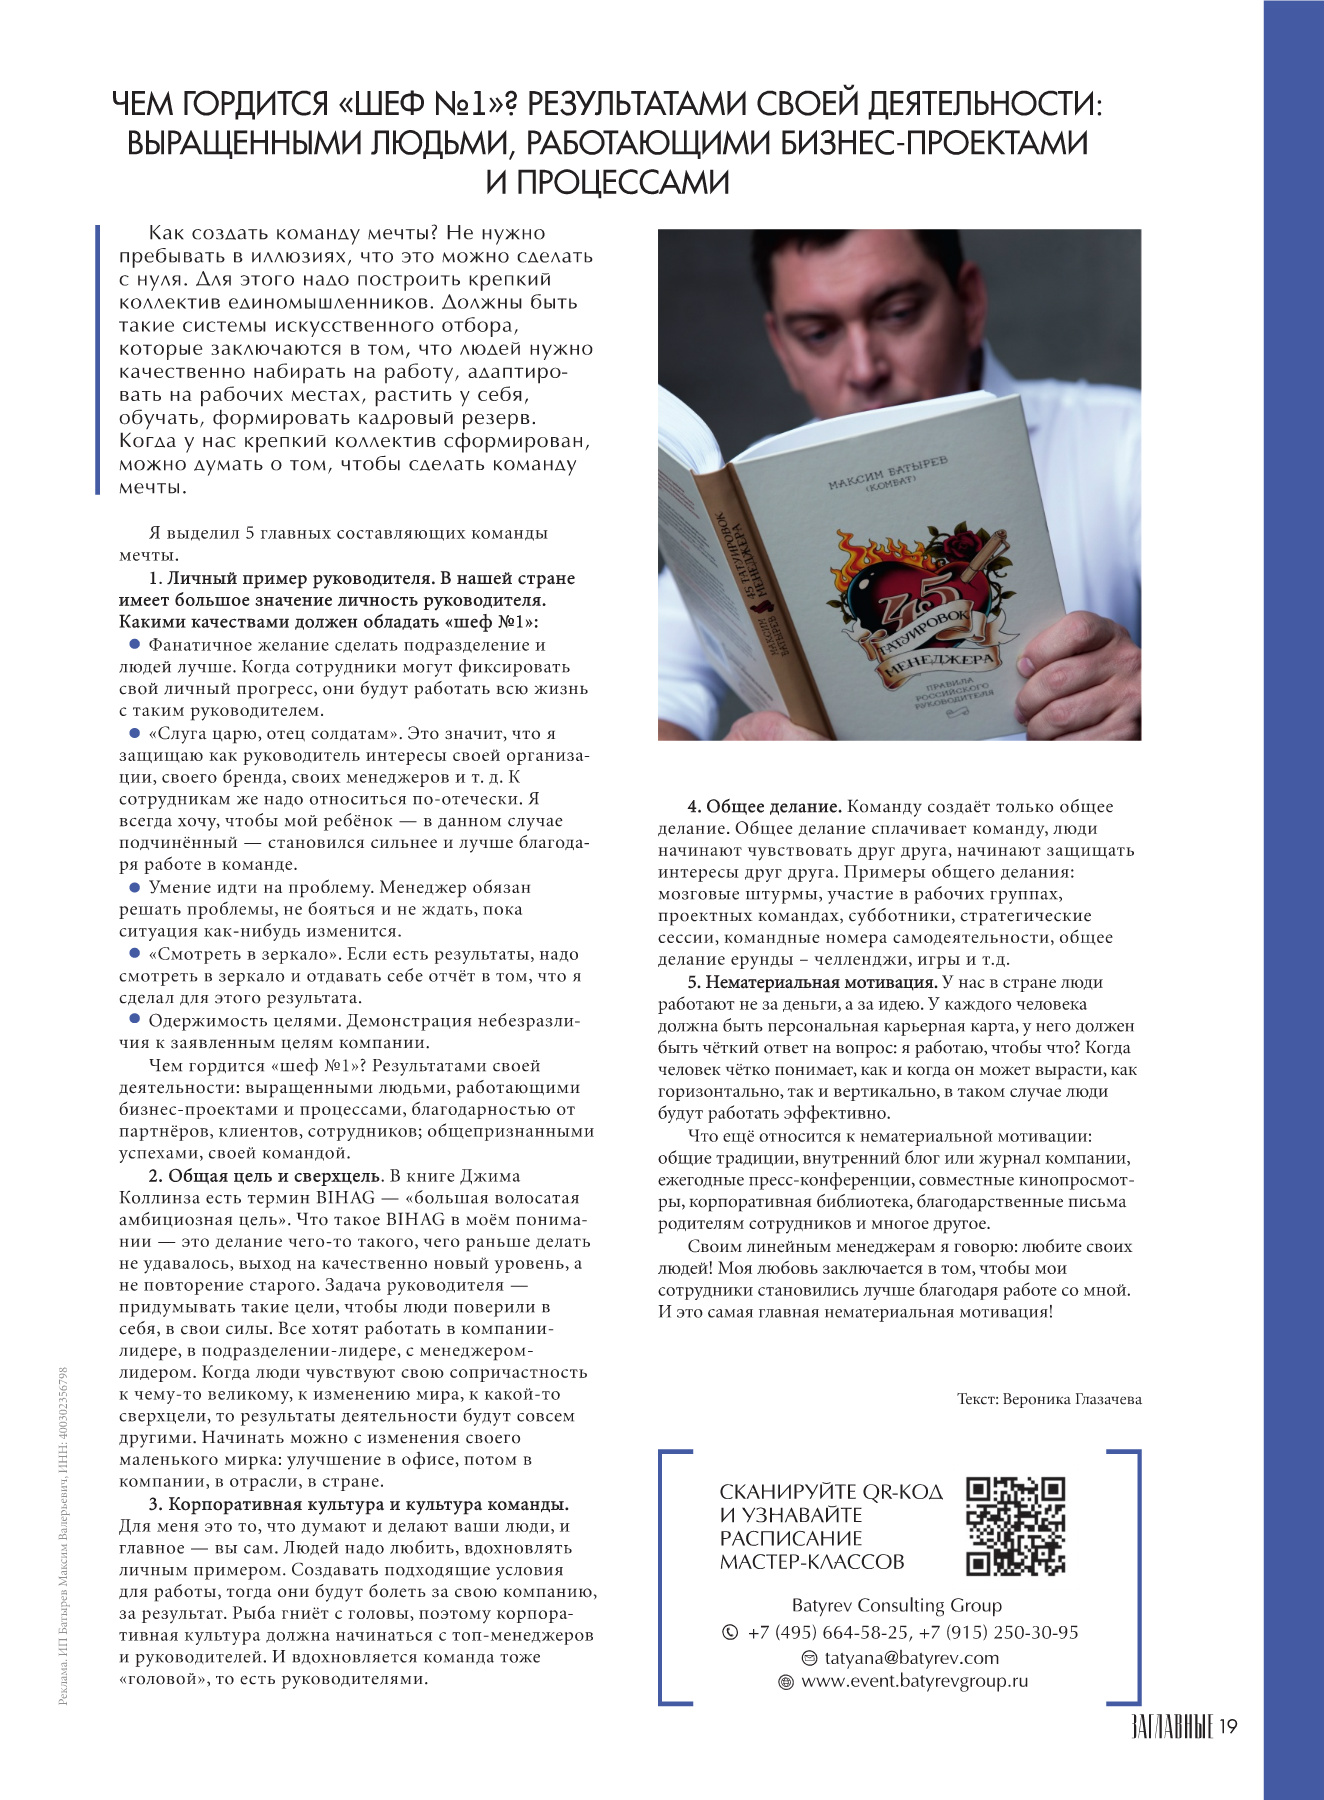 ЧЕМ ГОРДИТСЯ «ШЕФ №1»? РЕЗУЛЬТАТАМИ СВОЕЙ ДЕЯТЕЛЬНОСТИ:
ВЫРАЩЕННЫМИ ЛЮДЬМИ, РАБОТАЮЩИМИ БИЗНЕС-ПРОЕКТАМИ
И ПРОЦЕССАМИ
Как создать команду мечты? Не нужно
пребывать в иллюзиях, что это можно сделать
с нуля. Для этого надо построить крепкий
коллектив единомышленников. Должны быть
такие системы искусственного отбора,
которые заключаются в том, что людей нужно
качественно набирать на работу, адаптиро-
вать на рабочих местах, растить у себя,
обучать, формировать кадровый резерв.
Когда у нас крепкий коллектив сформирован,
можно думать о том, чтобы сделать команду
мечты.
Я выделил 5 главных составляющих команды
мечты.
1. Личный пример руководителя. В нашей стране
имеет большое значение личность руководителя.
Какими качествами должен обладать «шеф №1»:
● Фанатичное желание сделать подразделение и
людей лучше. Когда сотрудники могут фиксировать
свой личный прогресс, они будут работать всю жизнь
с таким руководителем.
● «Слуга царю, отец солдатам». Это значит, что я
защищаю как руководитель интересы своей организа-
ции, своего бренда, своих менеджеров и т. д. К
сотрудникам же надо относиться по-отечески. Я
всегда хочу, чтобы мой ребёнок — в данном случае
подчинённый — становился сильнее и лучше благода-
ря работе в команде.
● Умение идти на проблему. Менеджер обязан
решать проблемы, не бояться и не ждать, пока
ситуация как-нибудь изменится.
● «Смотреть в зеркало». Если есть результаты, надо
смотреть в зеркало и отдавать себе отчёт в том, что я
сделал для этого результата.
● Одержимость целями. Демонстрация небезразли-
чия к заявленным целям компании.
Чем гордится «шеф №1»? Результатами своей
деятельности: выращенными людьми, работающими
бизнес-проектами и процессами, благодарностью от
партнёров, клиентов, сотрудников; общепризнанными
успехами, своей командой.
2. Общая цель и сверхцель. В книге Джима
Коллинза есть термин BIHAG — «большая волосатая
амбициозная цель». Что такое BIHAG в моём понима-
нии — это делание чего-то такого, чего раньше делать
не удавалось, выход на качественно новый уровень, а
не повторение старого. Задача руководителя —
придумывать такие цели, чтобы люди поверили в
себя, в свои силы. Все хотят работать в компании-
лидере, в подразделении-лидере, с менеджером-
лидером. Когда люди чувствуют свою сопричастность
к чему-то великому, к изменению мира, к какой-то
сверхцели, то результаты деятельности будут совсем
другими. Начинать можно с изменения своего
маленького мирка: улучшение в офисе, потом в
компании, в отрасли, в стране.
3. Корпоративная культура и культура команды.
Для меня это то, что думают и делают ваши люди, и
главное — вы сам. Людей надо любить, вдохновлять
личным примером. Создавать подходящие условия
для работы, тогда они будут болеть за свою компанию,
за результат. Рыба гниёт с головы, поэтому корпора-
тивная культура должна начинаться с топ-менеджеров
и руководителей. И вдохновляется команда тоже
«головой», то есть руководителями.
МАКСИМ БАТЫРЕВ
(КОМБАТ)
45
ТАТУИРОВОК
МЕНЕДЖЕРА
ПРАВИЛА
РОССИЙСКОГО
РУКОВОДИТЕЛЯ
МАКСИМ
БАТЫРЕВ
45 ТАТУИРОВОК
МЕНЕДЖЕРА
4. Общее делание. Команду создаёт только общее
делание. Общее делание сплачивает команду, люди
начинают чувствовать друг друга, начинают защищать
интересы друг друга. Примеры общего делания:
мозговые штурмы, участие в рабочих группах,
проектных командах, субботники, стратегические
сессии, командные номера самодеятельности, общее
делание ерунды – челленджи, игры и т.д.
5. Нематериальная мотивация. У нас в стране люди
работают не за деньги, а за идею. У каждого человека
должна быть персональная карьерная карта, у него должен
быть чёткий ответ на вопрос: я работаю, чтобы что? Когда
человек чётко понимает, как и когда он может вырасти, как
горизонтально, так и вертикально, в таком случае люди
будут работать эффективно.
Что ещё относится к нематериальной мотивации:
общие традиции, внутренний блог или журнал компании,
ежегодные пресс-конференции, совместные кинопросмот-
ры, корпоративная библиотека, благодарственные письма
родителям сотрудников и многое другое.
Своим линейным менеджерам я говорю: любите своих
людей! Моя любовь заключается в том, чтобы мои
сотрудники становились лучше благодаря работе со мной.
И это самая главная нематериальная мотивация!
Текст: Вероника Глазачева
СКАНИРУЙТЕ QR-КОД
И УЗНАВАЙТЕ
РАСПИСАНИЕ
МАСТЕР-КЛАССОВ
Batyrev Consulting Group
+7 (495) 664-58-25, +7 (915) 250-30-95
tatyana@batyrev.com
www.event.batyrevgroup.ru
Реклама. ИП Батырев Максим Валерьевич, ИНН: 400302356798
ЗАГЛАВНЫЕ 19